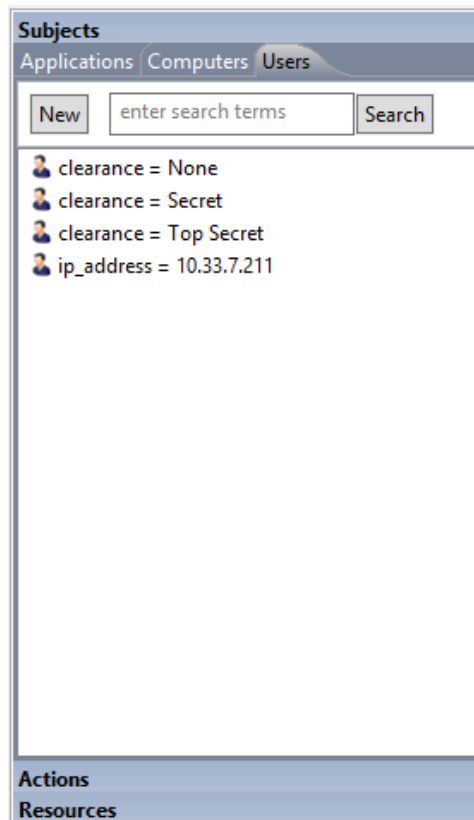 Subjects
Applications Computers Users
New enter search terms Search
clearance = None
clearance = Secret
clearance = Top Secret
ip_address = 10.33.7.211
Actions
Resources